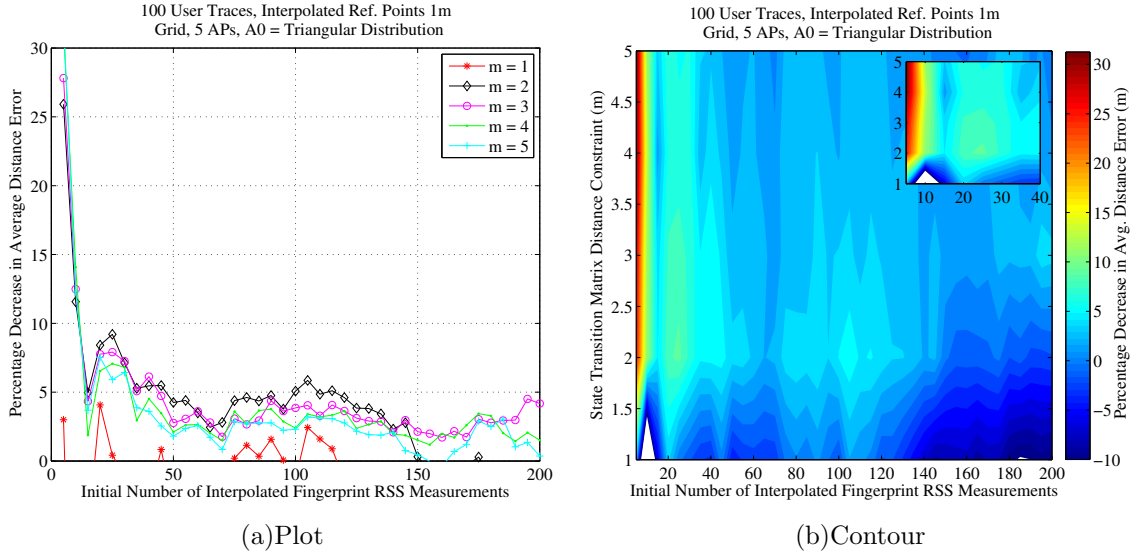 100 User Traces, Interpolated Ref. Points 1m
Grid, 5 APs, A0 = Triangular Distribution
30
25
20
15
10
5
0
Percentage Decrease in Average Distance Error
m = 1
m = 2
m = 3
m = 4
m = 5
0 50 100 150 200
Initial Number of Interpolated Fingerprint RSS Measurements
(a)Plot
100 User Traces, Interpolated Ref. Points 1m
Grid, 5 APs, A0 = Triangular Distribution
5
4.5
4
3.5
3
2.5
2
1.5
1
State Transition Matrix Distance Constraint (m)
5
4
3
2
1
10 20 30 40
20 40 60 80 100 120 140 160 180 200
Initial Number of Interpolated Fingerprint RSS Measurements
30
25
20
15
10
5
0
−5
−10
Percentage Decrease in Avg. Distance Error (m)
(b)Contour